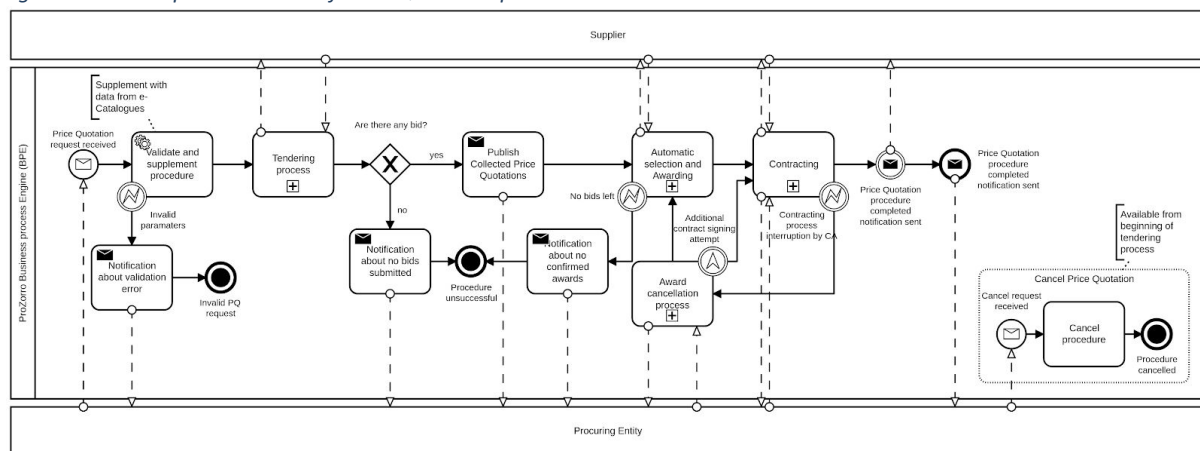 Supplier
ProZorro Business process Engine (BPE)
Supplement with
data from e-
Catalogues
Price Quotation
request received
Validate and
supplement
procedure
Invalid
paramaters
Notification
about validation
error
Invalid PQ
request
Tendering
process
Are there any bid?
X
yes
no
Notification
about no bids
submitted
Procedure
unsuccessful
Publish
Collected Price
Quotations
Notification
about no
confirmed
awards
No bids left
Automatic
selection and
Awarding
Additional
contract signing
attempt
Award
cancellation
process
Contracting
Contracting
process
interruption by CA
Price Quotation
procedure
completed
notification sent
Price Quotation
procedure
completed
notification sent
Available from
beginning of
tendering
process
Cancel Price Quotation
Cancel request
received
Cancel
procedure
Procedure
cancelled
Procuring Entity